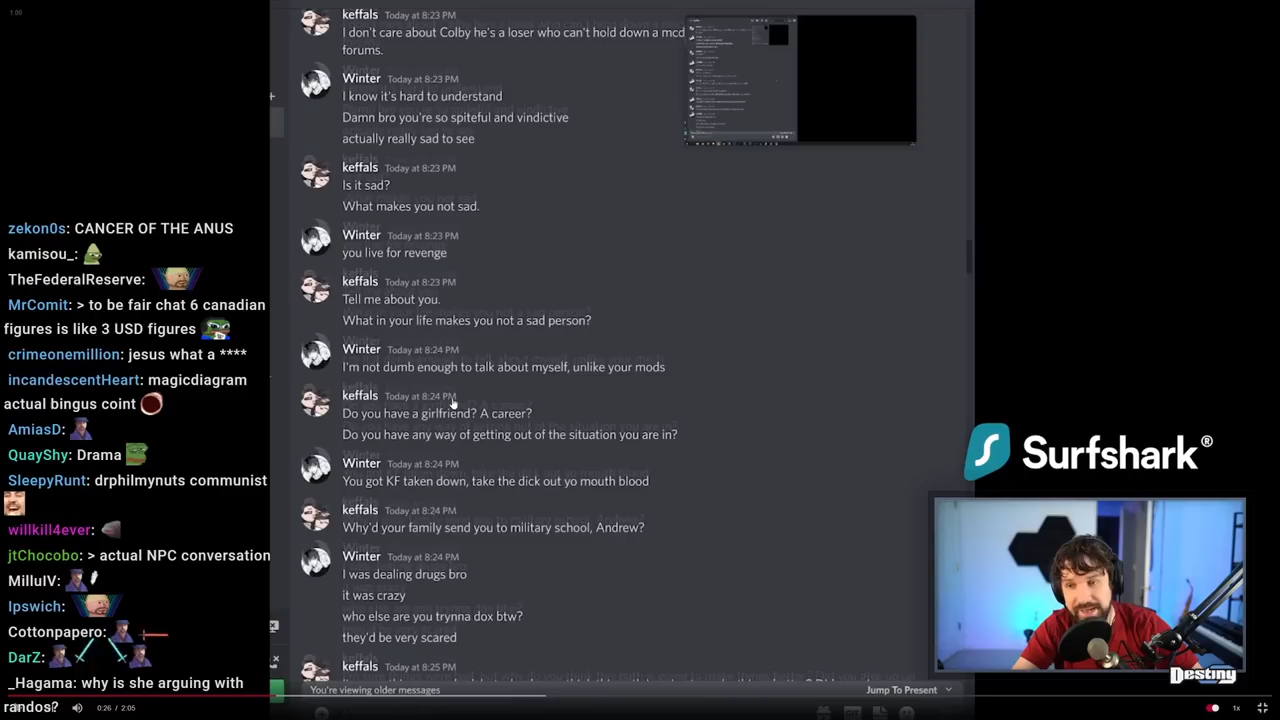 1:00
keffals Today at 8:23 PM
I don't care about Colby he's a loser who can't hold down a mcd
forums.
Winter Today at 8:23 PM
I know it's hard to understand
Damn bro you're so spiteful and vindictive
actually really sad to see
keffals Today at 8:23 PM
Is it sad?
What makes you not sad.
Winter Today at 8:23 PM
you live for revenge
keffals Today at 8:23 PM
Tell me about you.
What in your life makes you not a sad person?
Winter Today at 8:24 PM
I'm not dumb enough to talk about myself, unlike your mods
keffals Today at 8:24 PM
Do you have a girlfriend? A career?
Do you have any way of getting out of the situation you are in?
Winter Today at 8:24 PM
You got KF taken down, take the dick out yo mouth blood
keffals Today at 8:24 PM
Why'd your family send you to military school, Andrew?
Winter Today at 8:24 PM
I was dealing drugs bro
it was crazy
who else are you trynna dox btw?
they'd be very scared
keffals Today at 8:25 PM
You're viewing older messages
Jump To Present
zekon0s: CANCER OF THE ANUS
kamisou_:
TheFederalReserve:
MrComit: > to be fair chat 6 canadian
figures is like 3 USD figures
crimeonemillion: jesus what a ****
incandescentHeart: magicdiagram
actual bingus coint
AmiasD:
QuayShy: Drama
SleepyRunt: drphilmynuts communist
willkill4ever:
jtChocobo: > actual NPC conversation
MilluIV:
Ipswich:
Cottonpapero:
DarZ:
_Hagama: why is she arguing with
randos?
Surfshark®
Destiny
0:26 / 2:05
1x